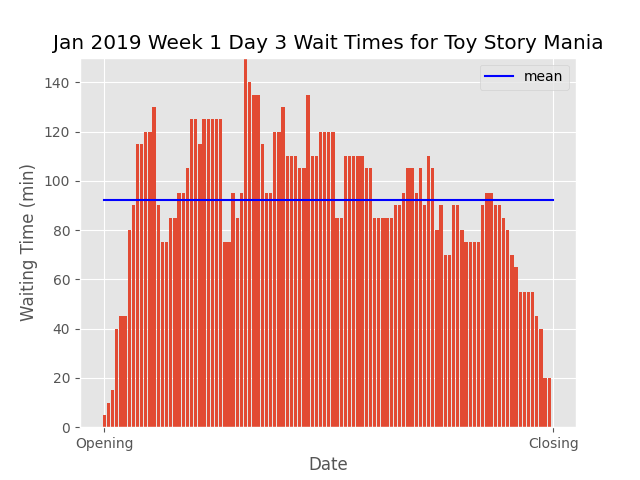 Jan 2019 Week 1 Day 3 Wait Times for Toy Story Mania
mean
Waiting Time (min)
140
120
100
80
60
40
20
0
Opening
Closing
Date